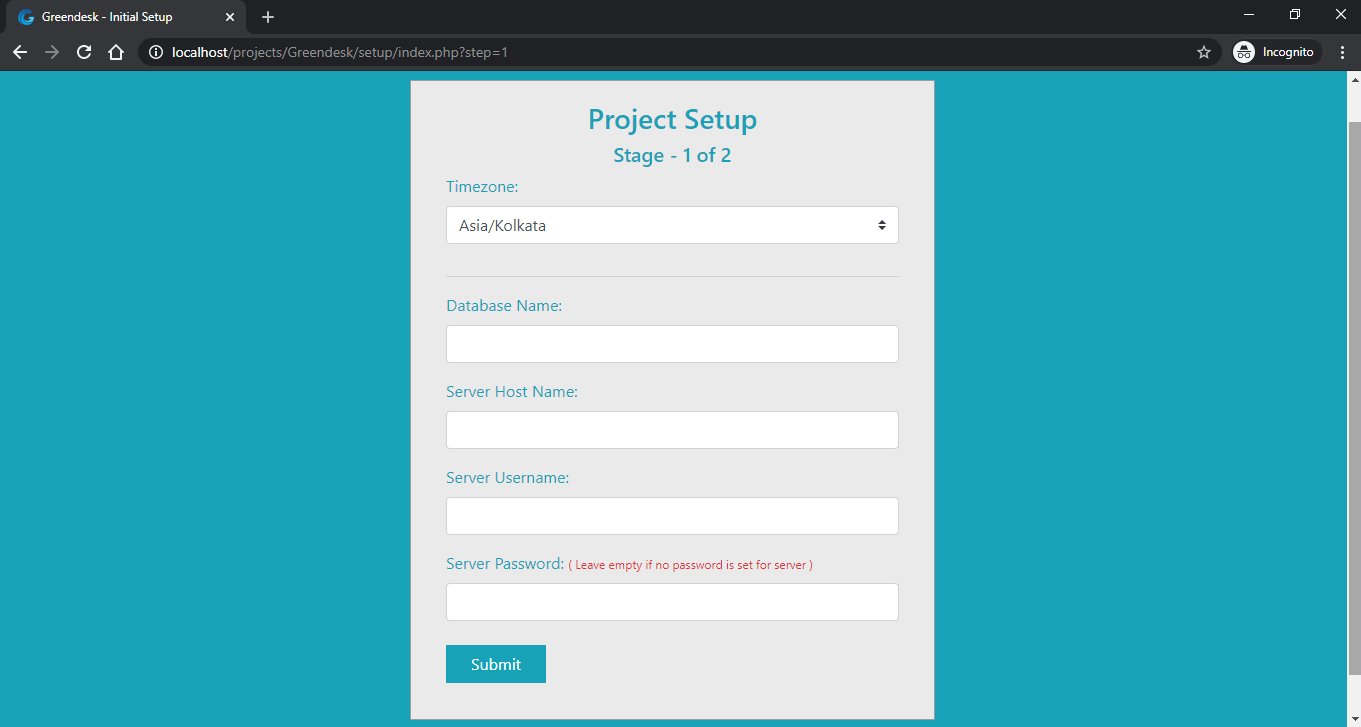 Greendesk - Initial Setup
localhost/projects/Greendesk/setup/index.php?step=1
Incognito
Project Setup
Stage - 1 of 2
Timezone:
Asia/Kolkata
Database Name:
Server Host Name:
Server Username:
Server Password: ( Leave empty if no password is set for server )
Submit